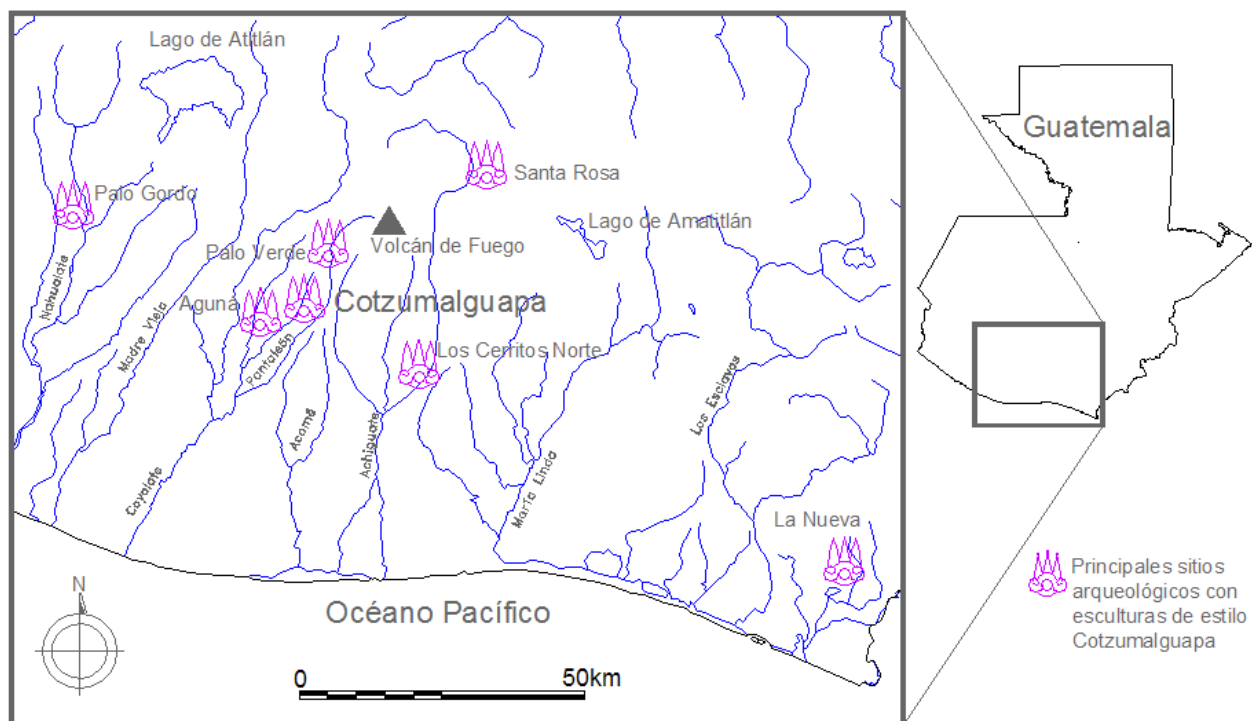 Lago de Atitlán
Guatemala
Santa Rosa
Palo Gordo
Lago de Amatitlán
Palo Verde
Volcán de Fuego
Nahualate
Aguná
Cotzumalguapa
Madre Vieja
Pantaleón
Los Cerritos Norte
Los Esclavos
Acomé
Achiguate
Coyolate
María Linda
La Nueva
Principales sitios
arqueológicos con
esculturas de estilo
Cotzumalguapa
N
Océano Pacífico
0 50km